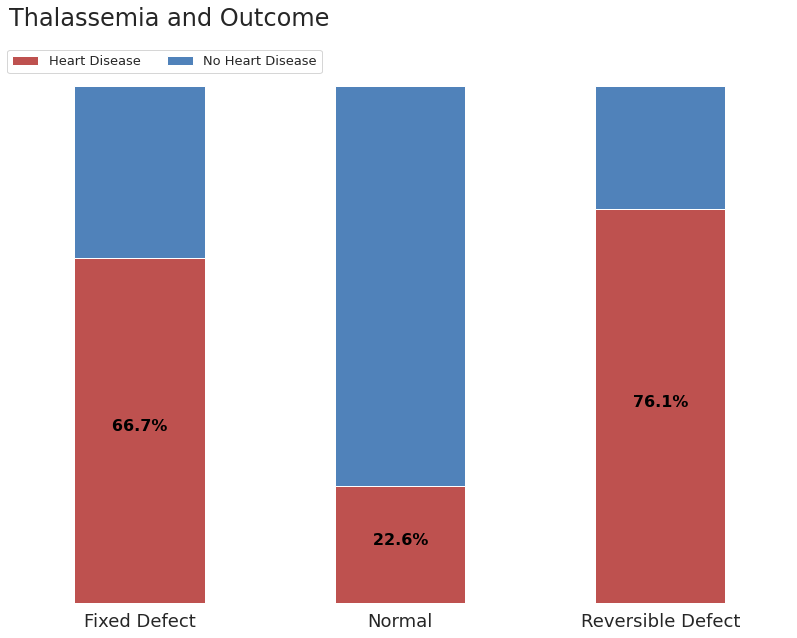 Thalassemia and Outcome
Heart Disease No Heart Disease
76.1%
66.7%
22.6%
Fixed Defect Normal Reversible Defect